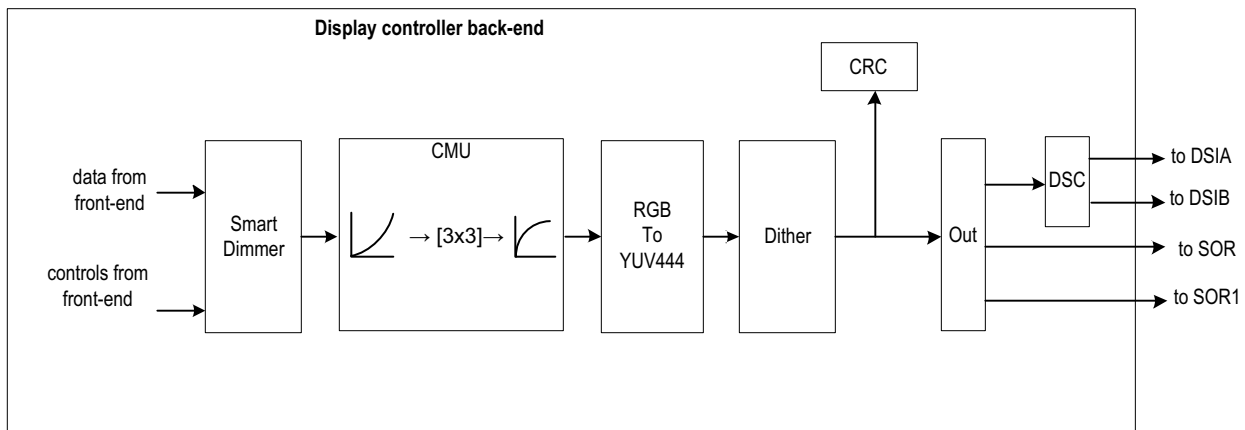 Display controller back-end
CRC
data from
front-end
controls from
front-end
Smart
Dimmer
CMU
→ [3x3] →
RGB
To
YUV444
Dither
Out
DSC
to DSIA
to DSIB
to SOR
to SOR1